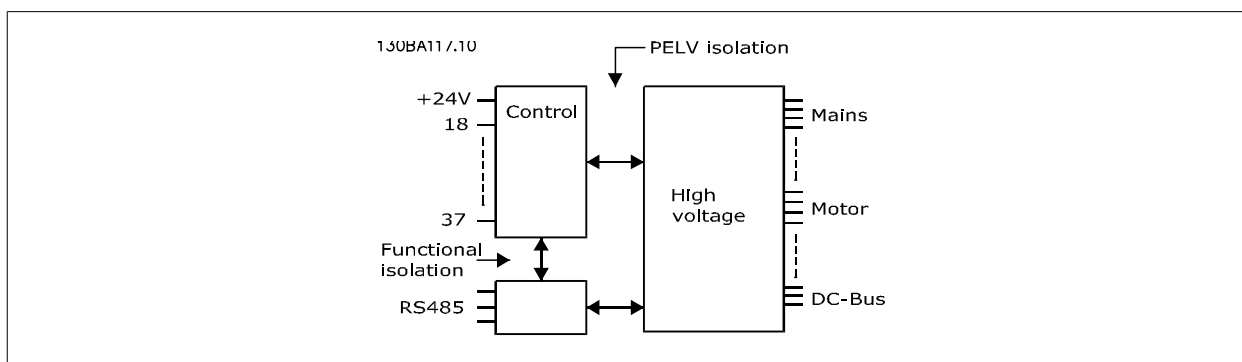 130BA117.10
PELV isolation
+24V
Control
18
Mains
High
voltage
37
Motor
Functional
isolation
RS485
DC-Bus